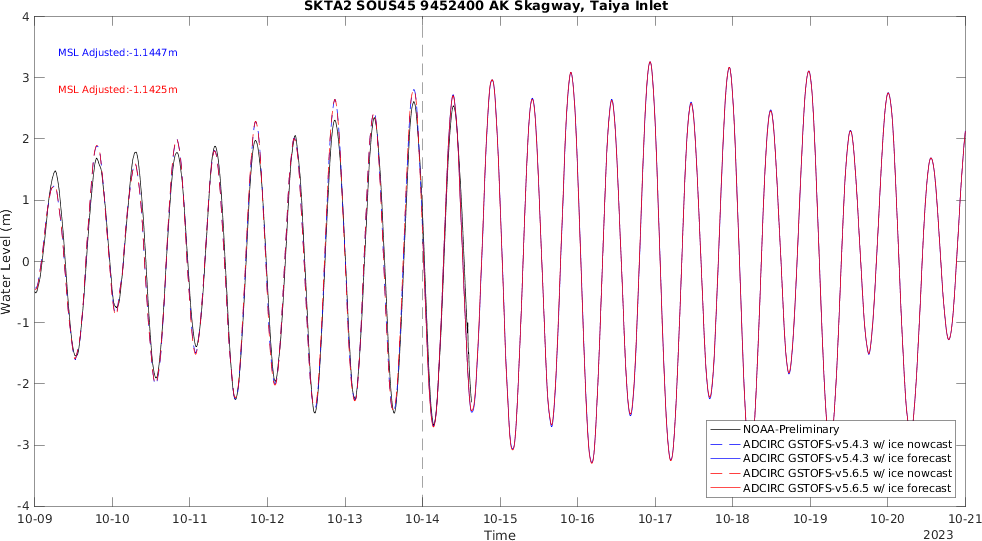 SKTA2 SOUS45 9452400 AK Skagway, Taiya Inlet
MSL Adjusted:-1.1447m
MSL Adjusted:-1.1425m
Water Level (m)
4
3
2
1
0
-1
-2
-3
-4
NOAA-Preliminary
ADCIRC GSTOFS-v5.4.3 w/ ice nowcast
ADCIRC GSTOFS-v5.4.3 w/ ice forecast
ADCIRC GSTOFS-v5.6.5 w/ ice nowcast
ADCIRC GSTOFS-v5.6.5 w/ ice forecast
10-09 10-10 10-11 10-12 10-13 10-14 10-15 10-16 10-17 10-18 10-19 10-20 10-21
Time
2023